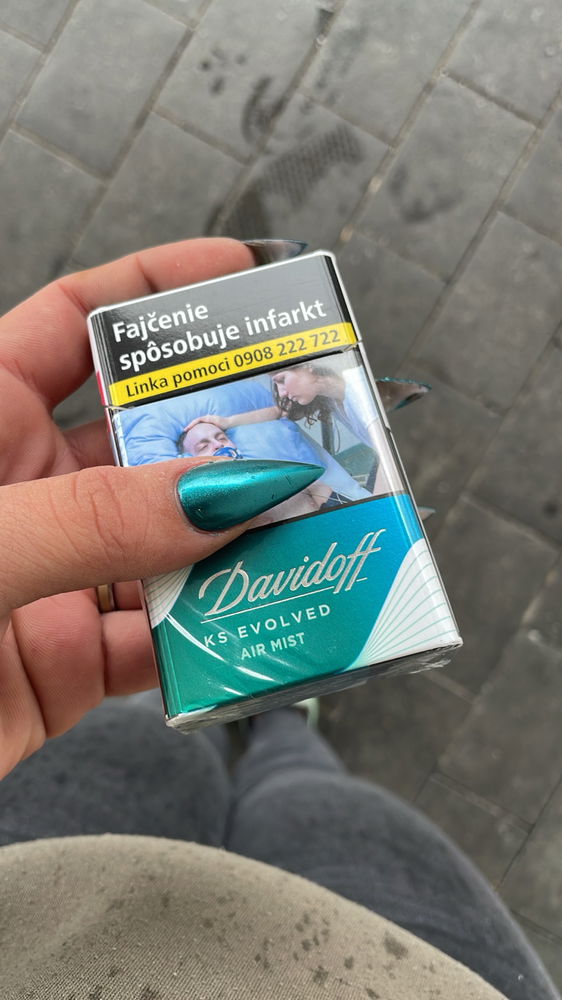 Fajčenie
spôsobuje infarkt
Linka pomoci 0908 222 722
Davidoff
KS EVOLVED
AIR MIST